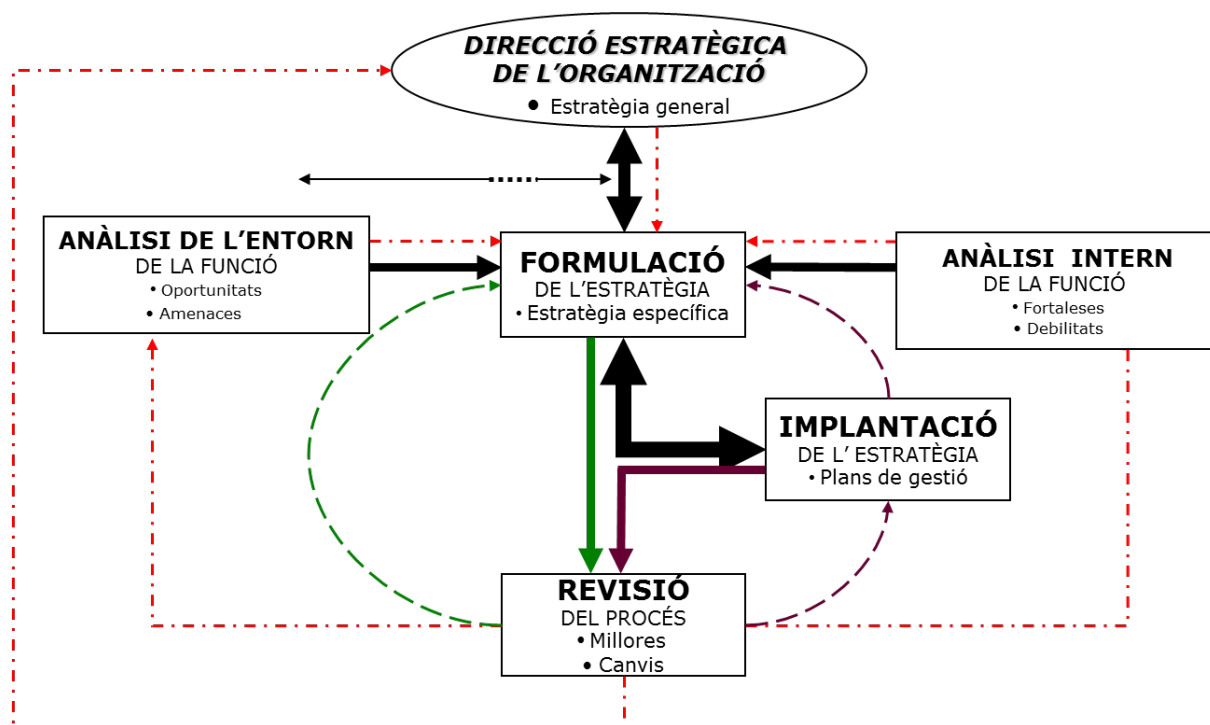 DIRECCIÓ ESTRATÈGICA
DE L’ORGANITZACIÓ
• Estratègia general
ANÀLISI DE L’ENTORN
DE LA FUNCIÓ
• Oportunitats
• Amenaces
FORMULACIÓ
DE L’ESTRATÈGIA
• Estratègia específica
ANÀLISI INTERN
DE LA FUNCIÓ
• Fortaleses
• Debilitats
IMPLANTACIÓ
DE L’ ESTRATÈGIA
• Plans de gestió
REVISIÓ
DEL PROCÉS
• Millores
• Canvis